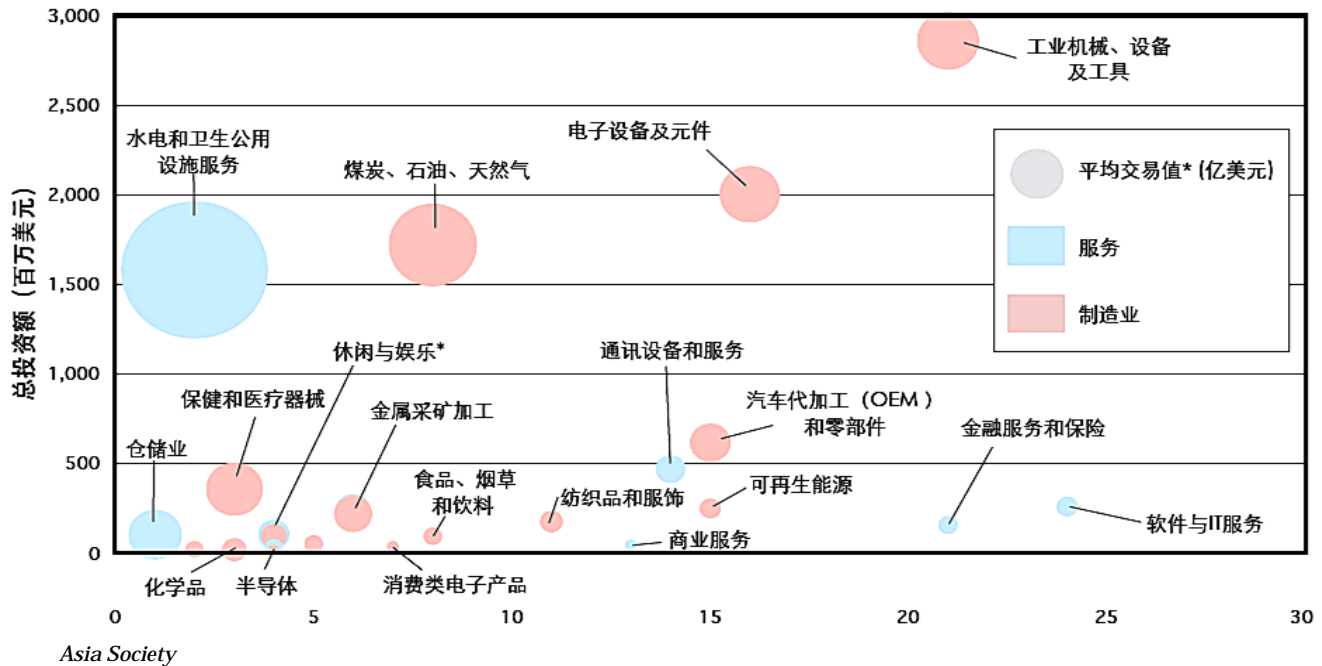 3,000
2,500
2,000
1,500
1,000
500
0
总投资额（百万美元）
工业机械、设备
及工具
水电和卫生公用
设施服务
煤炭、石油、天然气
电子设备及元件
平均交易值* (亿美元)
服务
制造业
休闲与娱乐*
通讯设备和服务
保健和医疗器械
金属采矿加工
汽车代加工（OEM ）
和零部件
金融服务和保险
仓储业
食品、烟草
和饮料
纺织品和服饰
可再生能源
软件与IT服务
商业服务
化学品
半导体
消费类电子产品
0
5
10
15
20
25
30
Asia Society